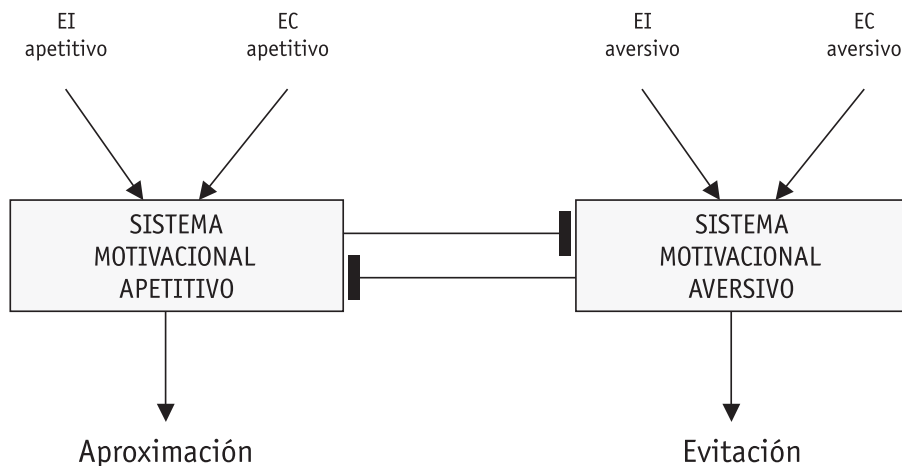 EI
apetitivo
EC
apetitivo
EI
aversivo
EC
aversivo
SISTEMA
MOTIVACIONAL
APETITIVO
SISTEMA
MOTIVACIONAL
AVERSIVO
Aproximación
Evitación